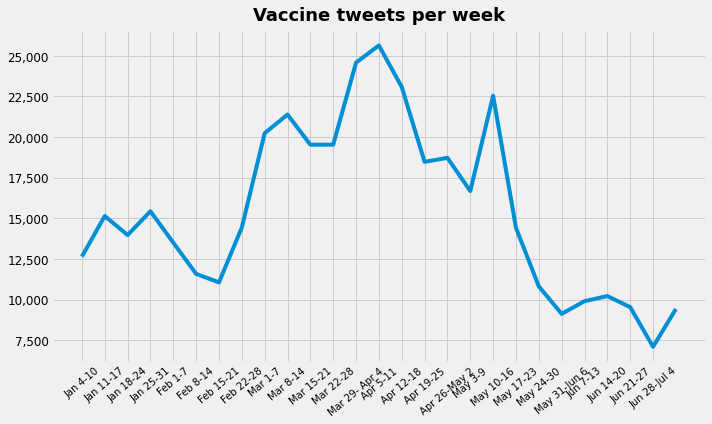 Vaccine tweets per week
25,000
22,500
20,000
17,500
15,000
12,500
10,000
7,500
Jan 4-10
Jan 11-17
Jan 18-24
Jan 25-31
Feb 1-7
Feb 8-14
Feb 15-21
Feb 22-28
Mar 1-7
Mar 8-14
Mar 15-21
Mar 22-28
Mar 29- Apr 4
Apr 5-11
Apr 12-18
Apr 19-25
Apr 26-May 2
May 3-9
May 10-16
May 17-23
May 24-30
May 31-Jun 6
Jun 7-13
Jun 14-20
Jun 21-27
Jun 28-Jul 4